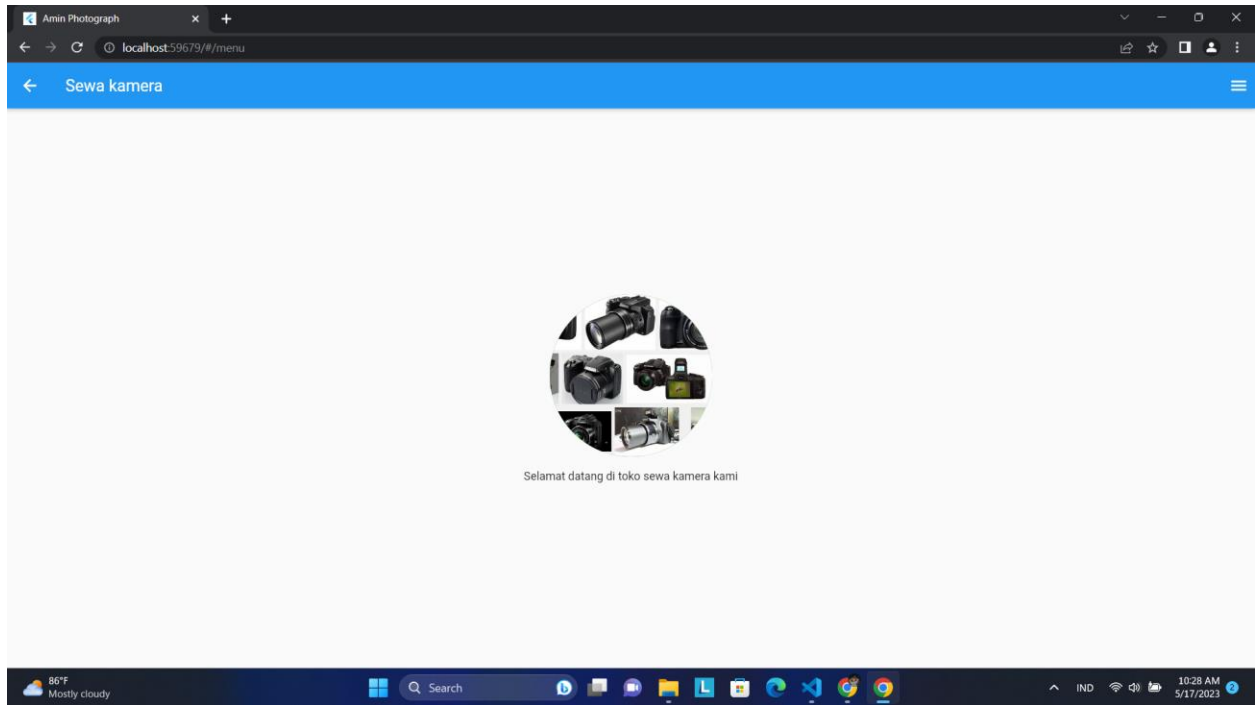 Amin Photograph
localhost:59679/#/menu
Sewa kamera
Selamat datang di toko sewa kamera kami
86°F
Mostly cloudy
Search
L
IND
10:28 AM
5/17/2023
2